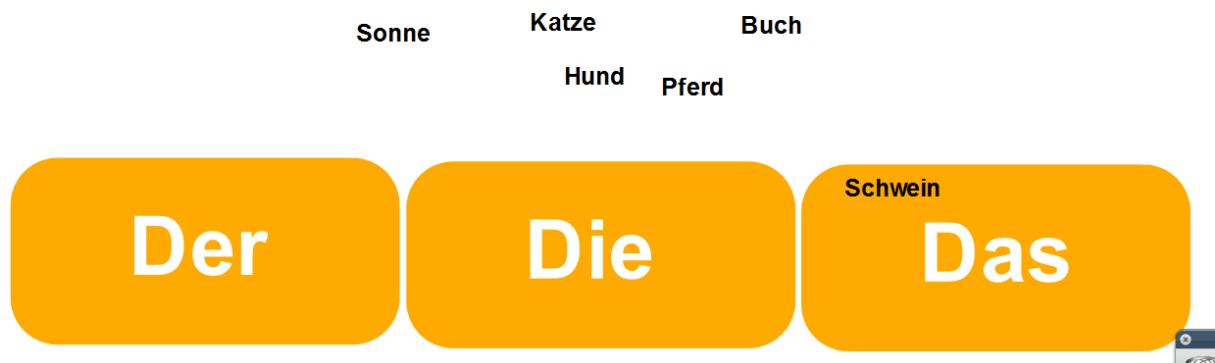 Sonne
Katze
Buch
Hund
Pferd
Schwein
Der
Die
Das